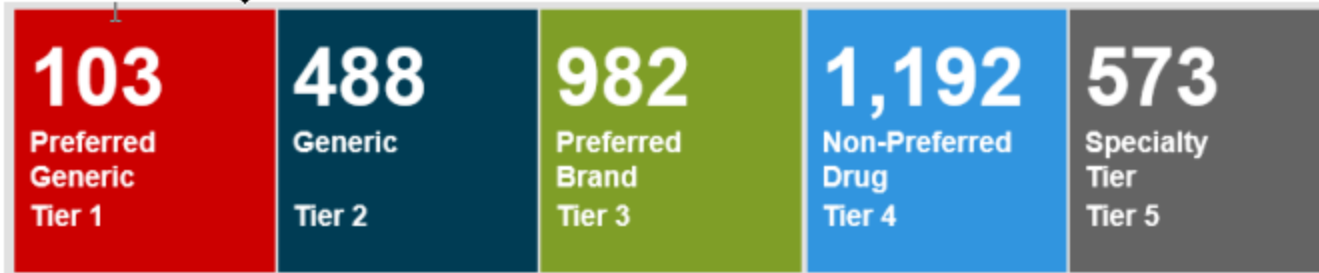 103
Preferred
Generic
Tier 1
488
Generic
Tier 2
982
Preferred
Brand
Tier 3
1,192
Non-Preferred
Drug
Tier 4
573
Specialty
Tier
Tier 5